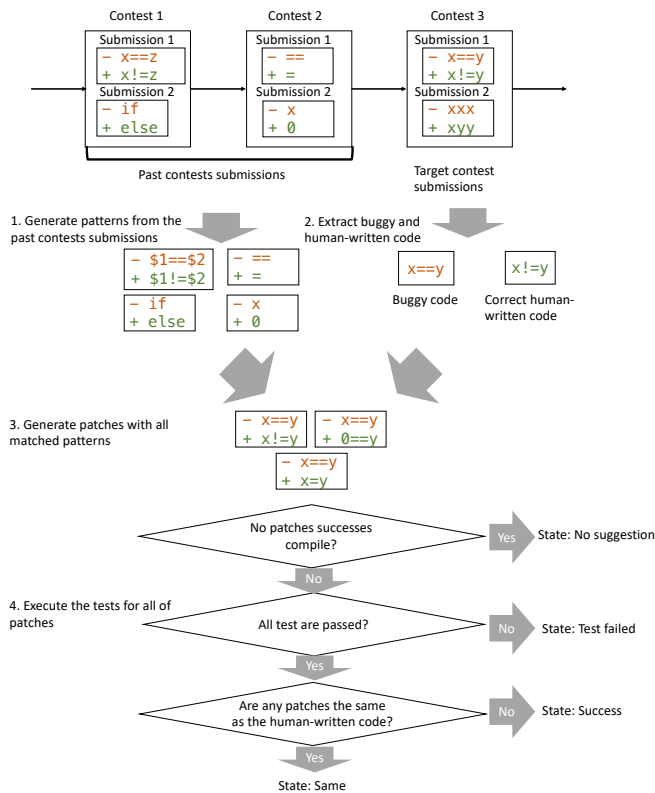 Contest 1
Contest 2
Contest 3
Submission 1
− x==z
+ x!=z
Submission 2
− if
+ else
Submission 1
− ==
+ =
Submission 2
− x
+ 0
Submission 1
− x==y
+ x!=y
Submission 2
− xxx
+ xyy
Past contests submissions
Target contest
submissions
1. Generate patterns from the
past contests submissions
− $1==$2
+ $1!=$2
− ==
+ =
− if
+ else
− x
+ 0
2. Extract buggy and
human-written code
x==y
Buggy code
x!=y
Correct human-
written code
3. Generate patches with all
matched patterns
− x==y
+ x!=y
− x==y
+ 0==y
− x==y
+ x=y
No patches successes
compile?
Yes
State: No suggestion
No
4. Execute the tests for all of
patches
All test are passed?
No
State: Test failed
Yes
Are any patches the same
as the human-written code?
No
State: Success
Yes
State: Same